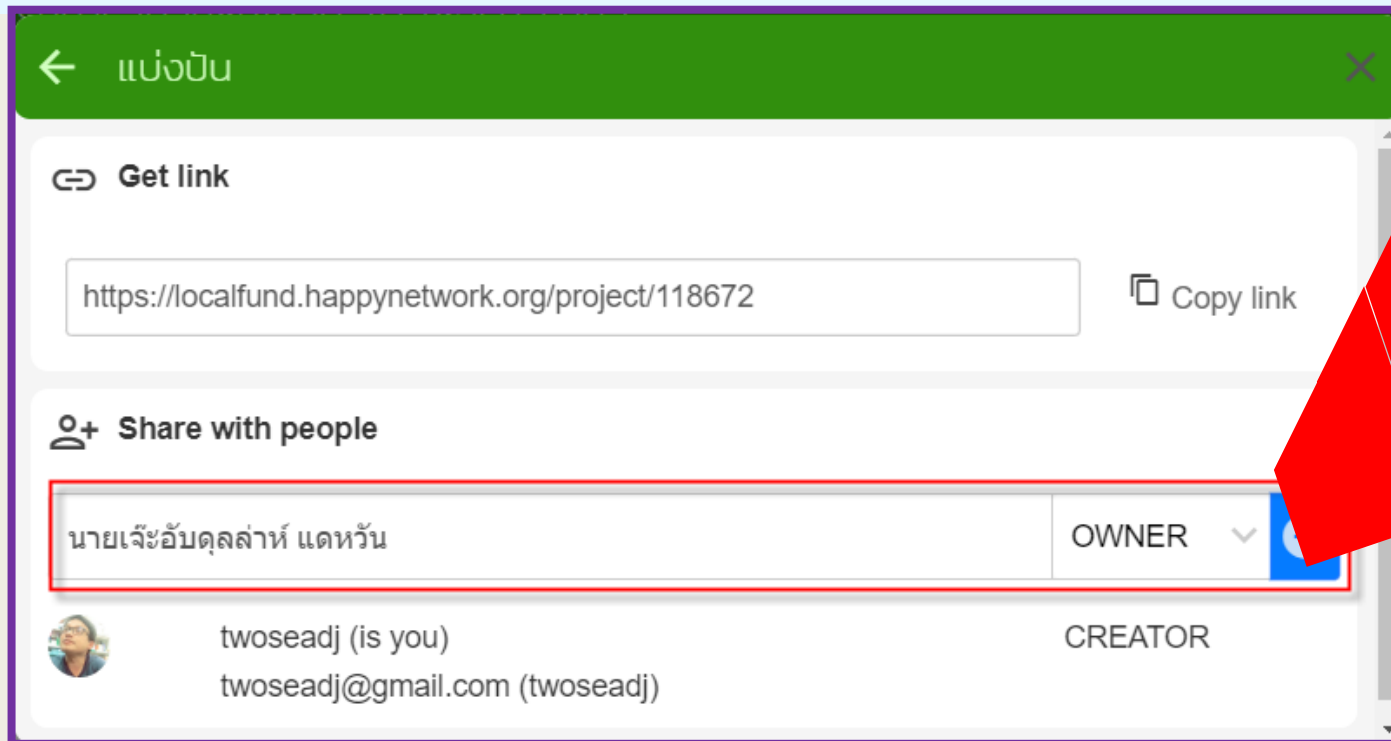 แบ่งปัน
Get link
https://localfund.happynetwork.org/project/118672
Copy link
Share with people
นายเจ๊ะอับดุลล่าห์ แดหวัน
OWNER
twoseadj (is you)
CREATOR
twoseadj@gmail.com (twoseadj)